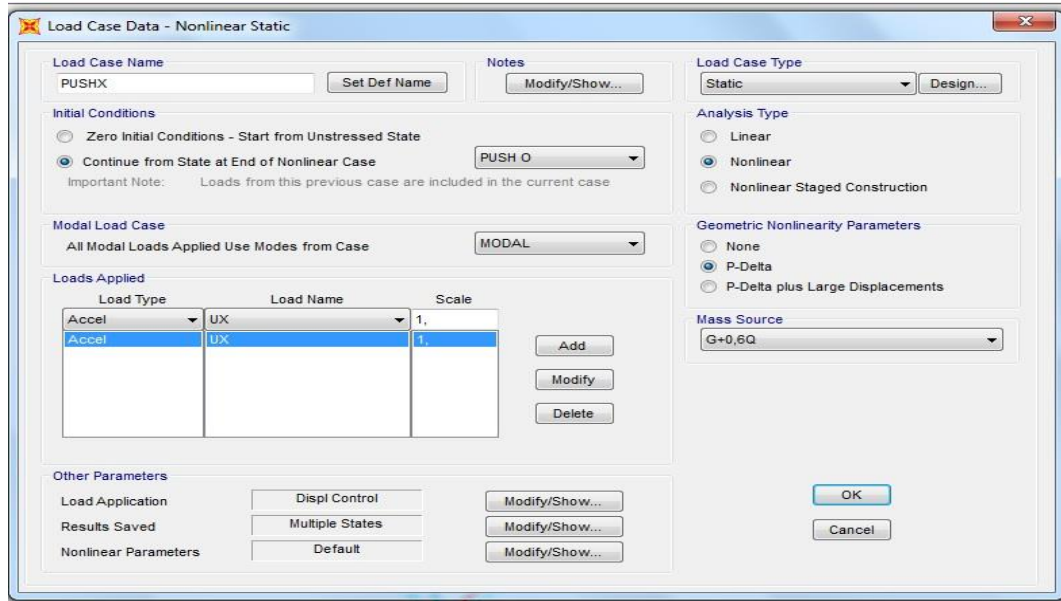 Load Case Data - Nonlinear Static
Load Case Name
PUSHX
Set Def Name
Notes
Modify/Show...
Load Case Type
Static
Design...
Initial Conditions
Zero Initial Conditions - Start from Unstressed State
Continue from State at End of Nonlinear Case
PUSH O
Important Note: Loads from this previous case are included in the current case
Analysis Type
Linear
Nonlinear
Nonlinear Staged Construction
Modal Load Case
All Modal Loads Applied Use Modes from Case
MODAL
Geometric Nonlinearity Parameters
None
P-Delta
P-Delta plus Large Displacements
Loads Applied
Load Type Load Name Scale
Accel UX 1,
Accel UX 1,
Add
Modify
Delete
Mass Source
G+0,6Q
Other Parameters
Load Application Displ Control Modify/Show...
Results Saved Multiple States Modify/Show...
Nonlinear Parameters Default Modify/Show...
OK
Cancel